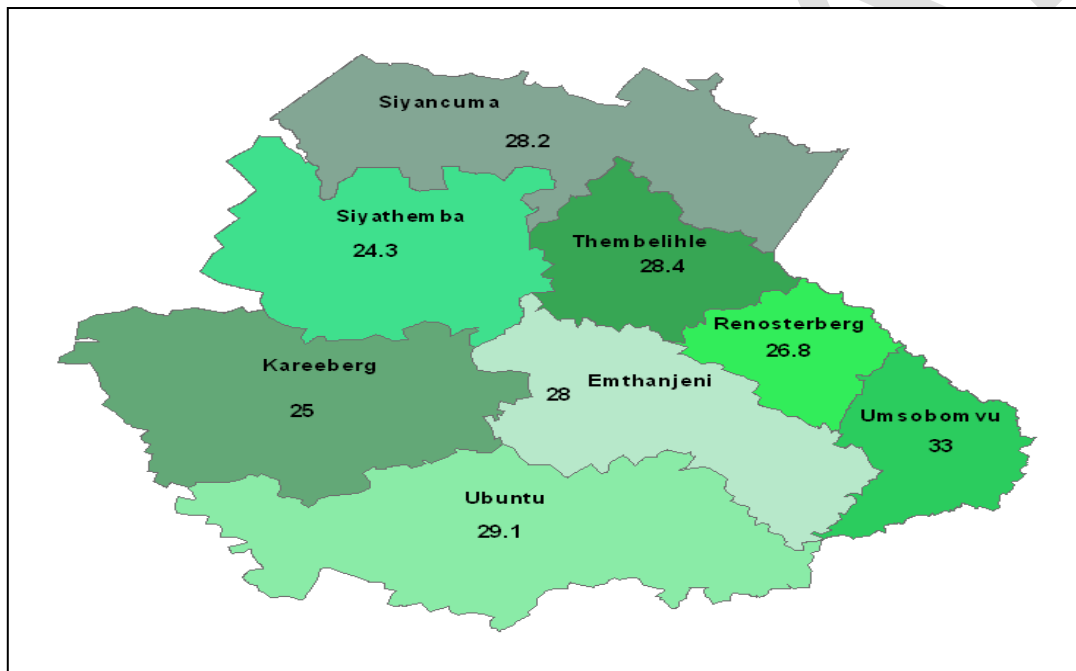 Siyancuma
28.2
Siyathemba
24.3
Thembelihle
28.4
Renosterberg
26.8
Kareeberg
25
Emthanjeni
28
Umsobomvu
33
Ubuntu
29.1